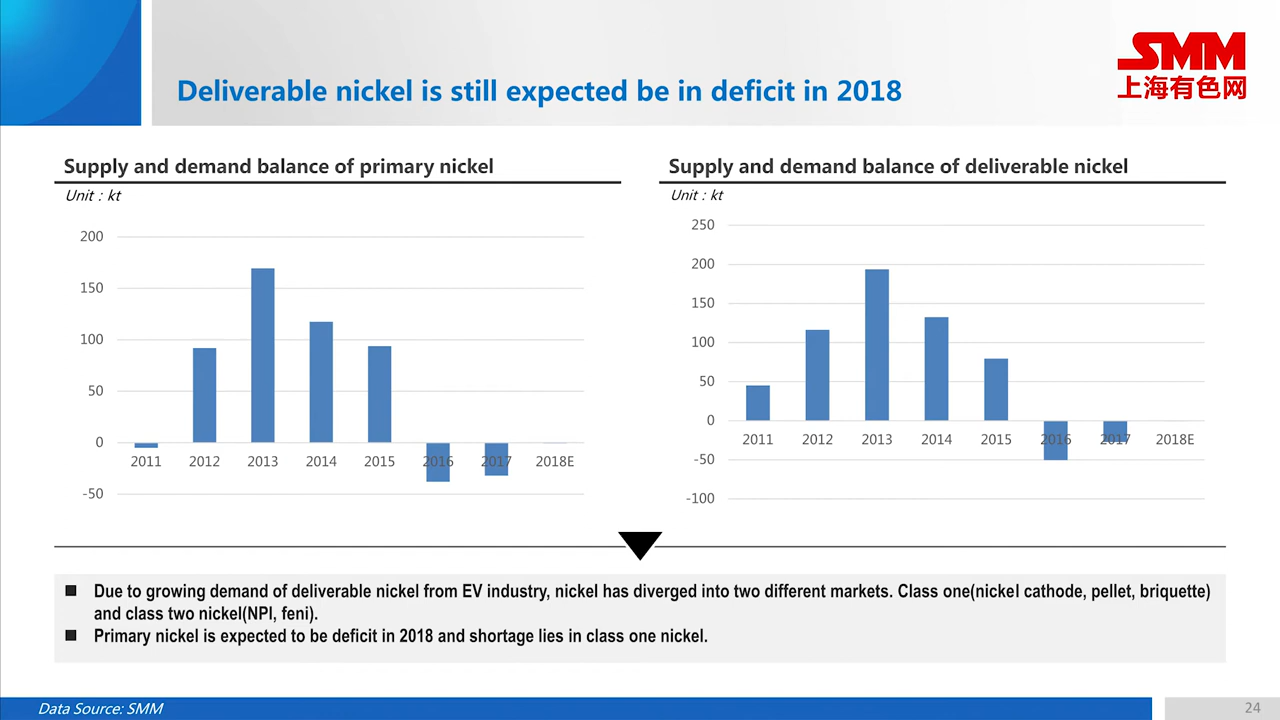 SMM
上海有色网
Deliverable nickel is still expected be in deficit in 2018
Supply and demand balance of primary nickel
Unit : kt
200
150
100
50
0
-50
2011 2012 2013 2014 2015 2016 2017 2018E
Supply and demand balance of deliverable nickel
Unit : kt
250
200
150
100
50
0
-50
-100
2011 2012 2013 2014 2015 2016 2017 2018E
■ Due to growing demand of deliverable nickel from EV industry, nickel has diverged into two different markets. Class one(nickel cathode, pellet, briquette)
and class two nickel(NPI, feni).
■ Primary nickel is expected to be deficit in 2018 and shortage lies in class one nickel.
Data Source: SMM
24